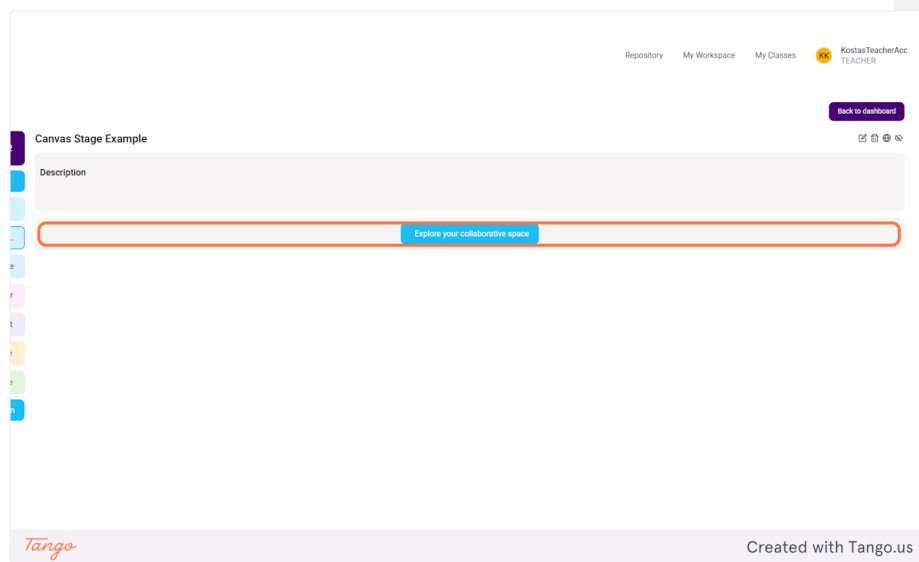 Repository My Workspace My Classes KK KostasTeacherAcc
TEACHER
Back to dashboard
Canvas Stage Example
Description
Explore your collaborative space
e
r
t
e
n
Tango
Created with Tango.us